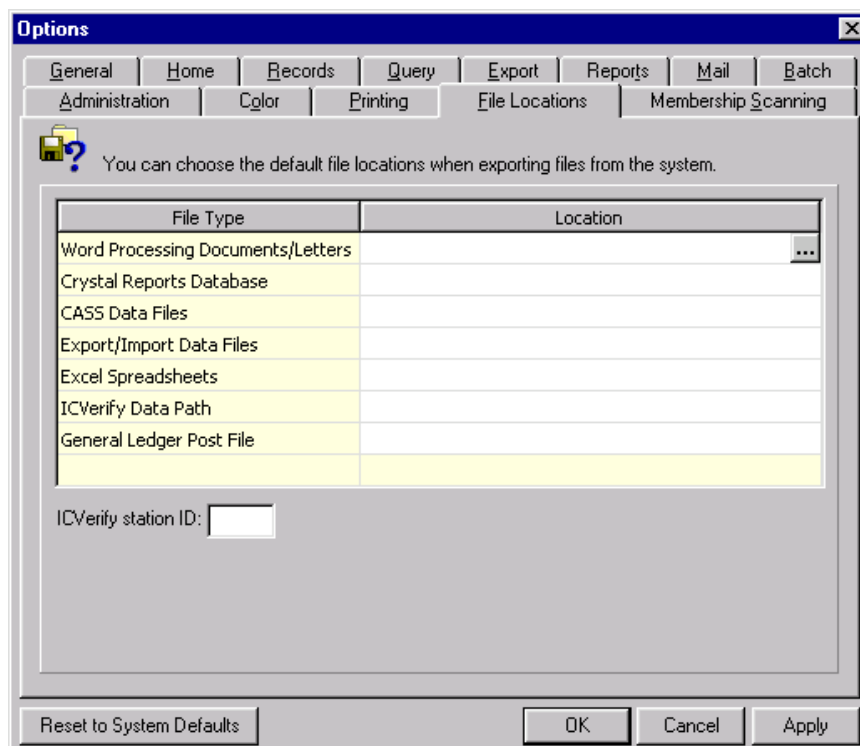 Options
General Home Records Query Export Reports Mail Batch
Administration Color Printing File Locations Membership Scanning
You can choose the default file locations when exporting files from the system.
File Type Location
Word Processing Documents/Letters ...
Crystal Reports Database
CASS Data Files
Export/Import Data Files
Excel Spreadsheets
ICVerify Data Path
General Ledger Post File
ICVerify station ID:
Reset to System Defaults OK Cancel Apply